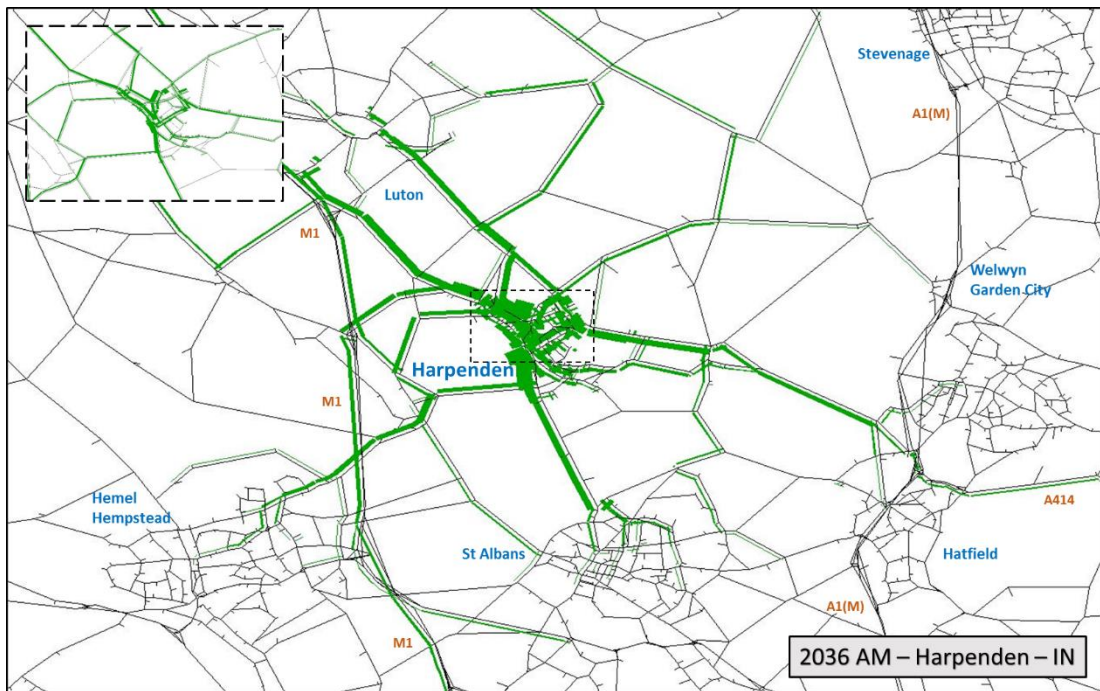 Stevenage
A1(M)
Luton
M1
Welwyn
Garden City
Harpenden
M1
Hemel
Hempstead
A414
St Albans
Hatfield
A1(M)
M1
2036 AM – Harpenden – IN